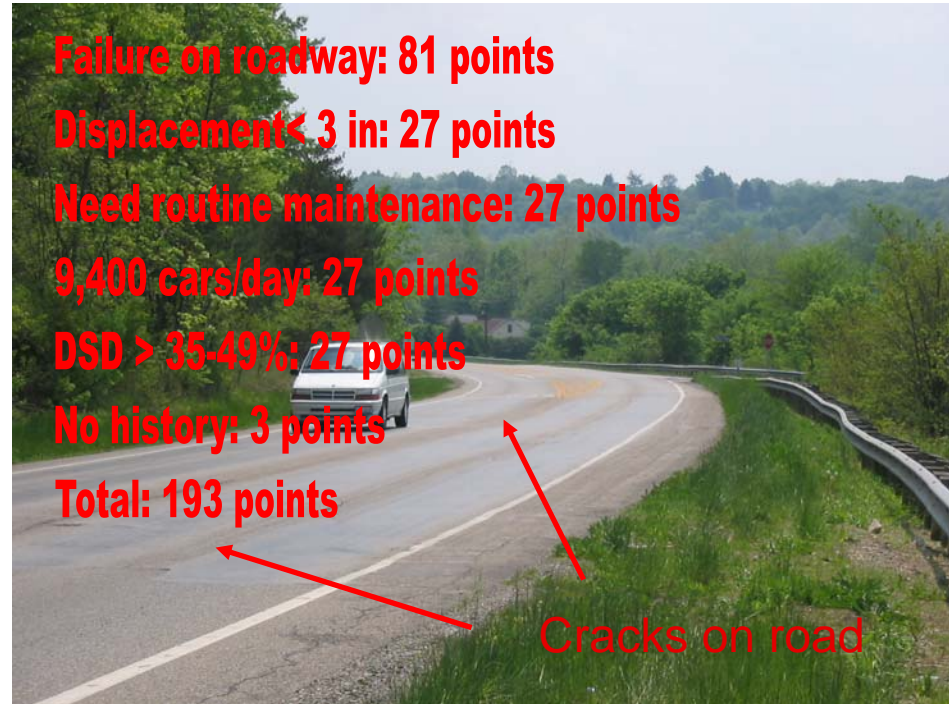 Failure on roadway: 81 points
Displacement< 3 in: 27 points
Need routine maintenance: 27 points
9,400 cars/day: 27 points
DSD > 35-49%: 27 points
No history: 3 points
Total: 193 points
Cracks on road